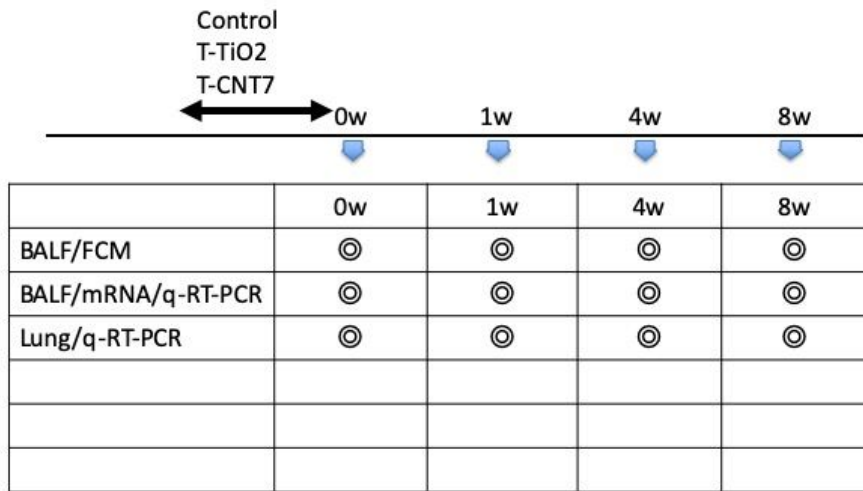 Control
T-TiO2
T-CNT7
0w 1w 4w 8w
0w 1w 4w 8w
BALF/FCM ◎ ◎ ◎ ◎
BALF/mRNA/q-RT-PCR ◎ ◎ ◎ ◎
Lung/q-RT-PCR ◎ ◎ ◎ ◎